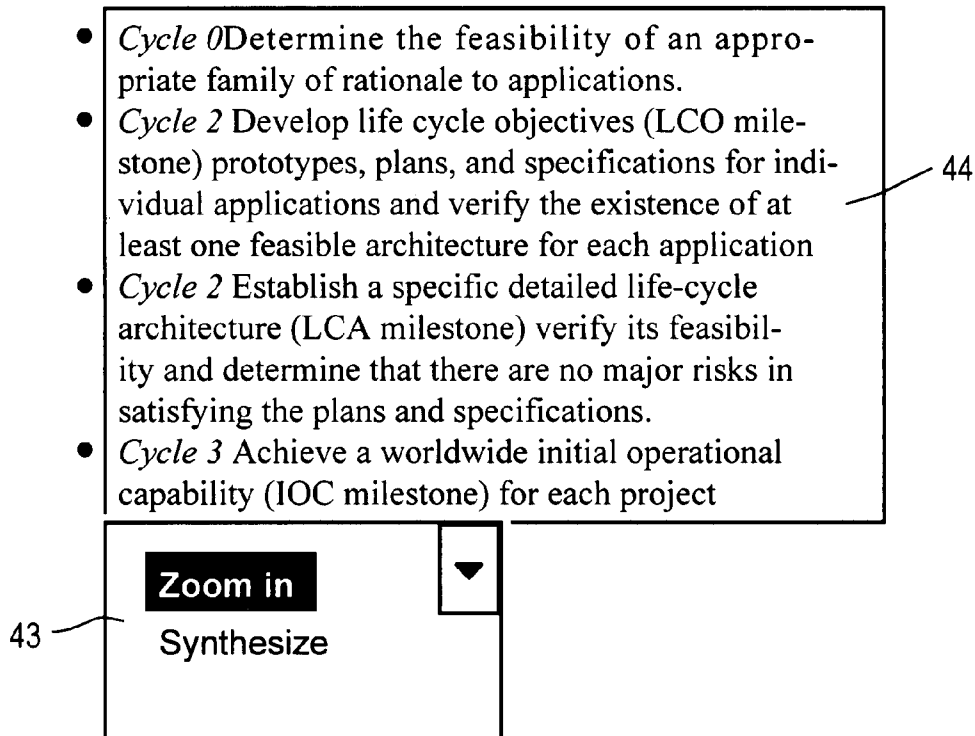 • Cycle 0Determine the feasibility of an appro-
priate family of rationale to applications.
• Cycle 2 Develop life cycle objectives (LCO mile-
stone) prototypes, plans, and specifications for indi-
vidual applications and verify the existence of at
least one feasible architecture for each application
• Cycle 2 Establish a specific detailed life-cycle
architecture (LCA milestone) verify its feasibil-
ity and determine that there are no major risks in
satisfying the plans and specifications.
• Cycle 3 Achieve a worldwide initial operational
capability (IOC milestone) for each project
44
Zoom in
43
Synthesize